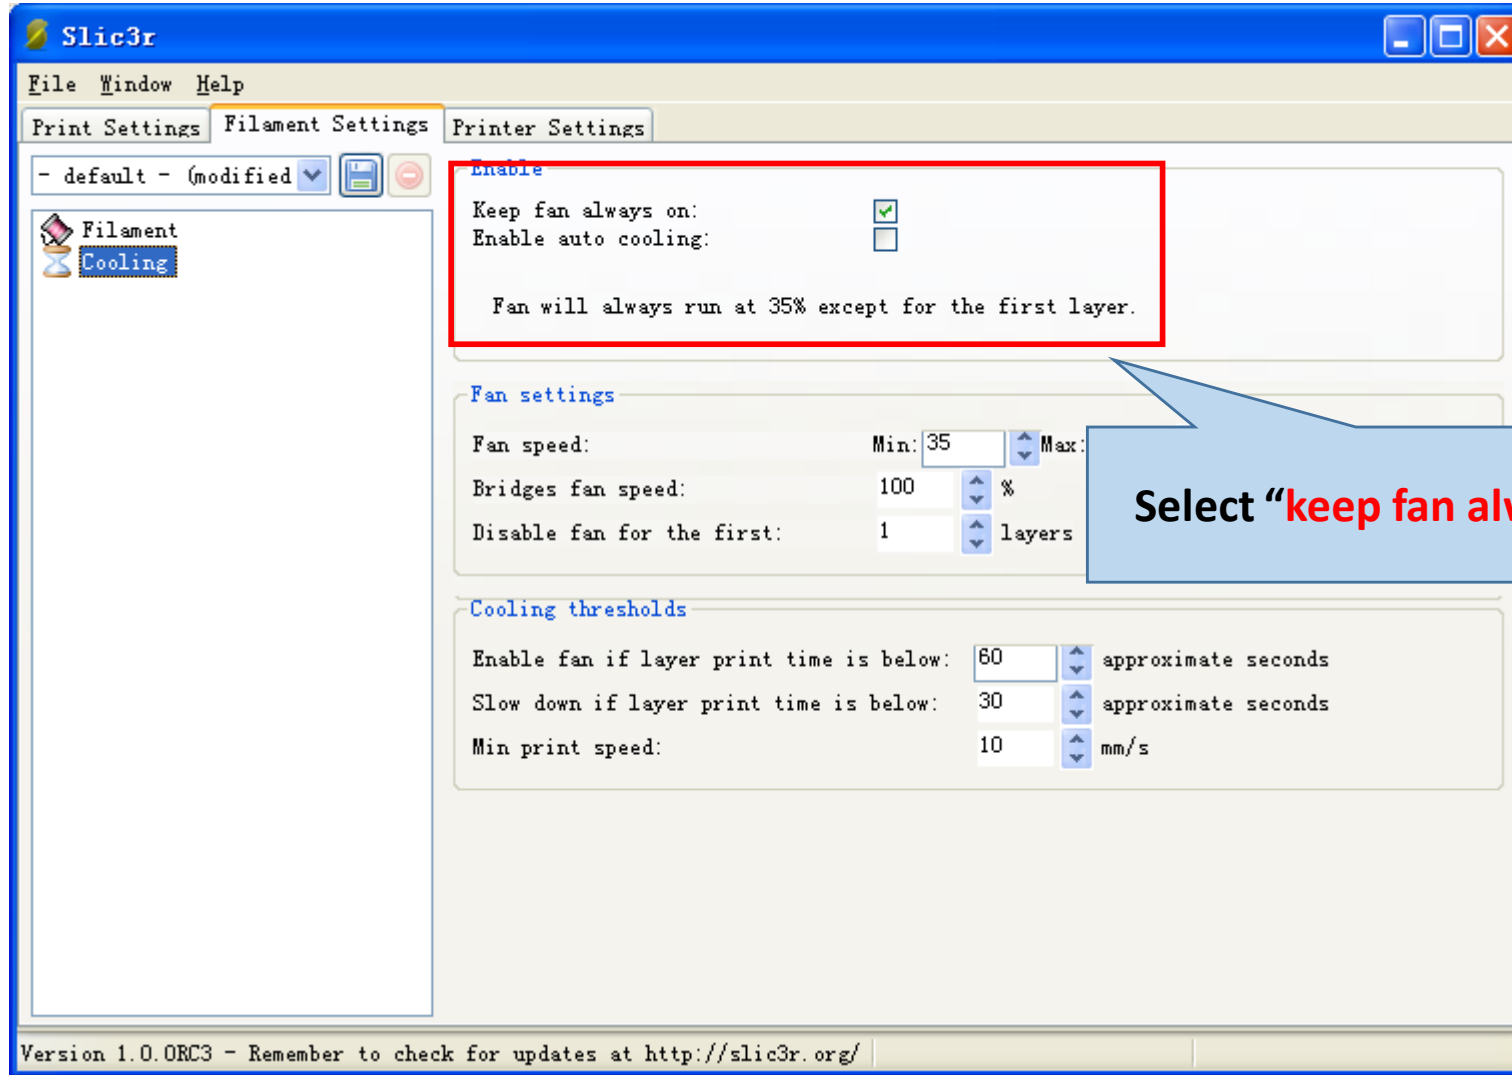 Slic3r
File Window Help
Print Settings Filament Settings Printer Settings
- default - (modified
Filament
Cooling
Enable
Keep fan always on:
Enable auto cooling:
Fan will always run at 35% except for the first layer.
Fan settings
Fan speed: Min: 35 Max:
Bridges fan speed: 100 %
Disable fan for the first: 1 layers
Select “keep fan alw
Cooling thresholds
Enable fan if layer print time is below: 60 approximate seconds
Slow down if layer print time is below: 30 approximate seconds
Min print speed: 10 mm/s
Version 1.0.0RC3 - Remember to check for updates at http://slic3r.org/